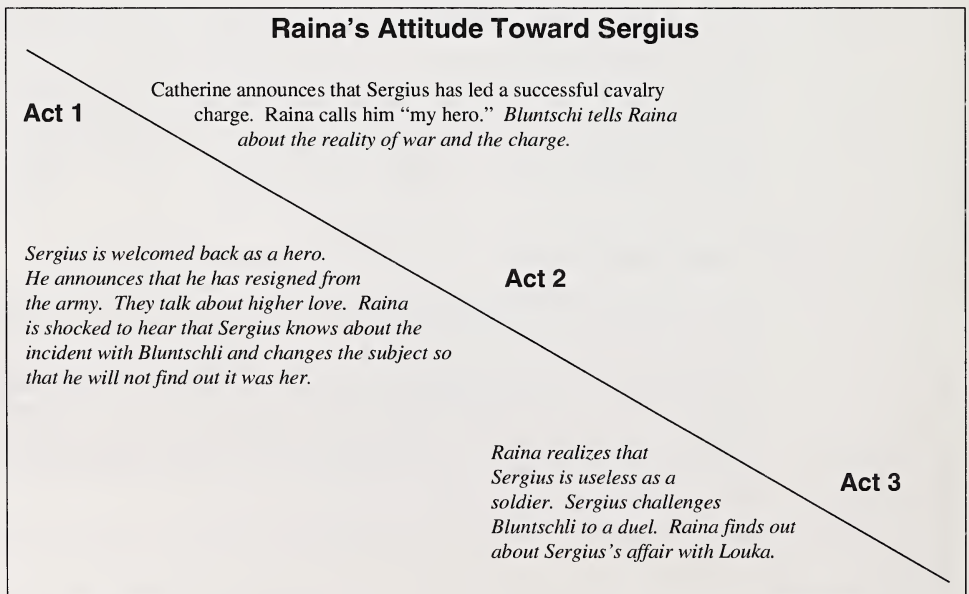 Raina's Attitude Toward Sergius
Act 1
Catherine announces that Sergius has led a successful cavalry
charge. Raina calls him "my hero." Bluntschi tells Raina
about the reality of war and the charge.
Sergius is welcomed back as a hero.
He announces that he has resigned from
the army. They talk about higher love. Raina
is shocked to hear that Sergius knows about the
incident with Bluntschli and changes the subject so
that he will not find out it was her.
Act 2
Raina realizes that
Sergius is useless as a
soldier. Sergius challenges
Bluntschli to a duel. Raina finds out
about Sergius's affair with Louka.
Act 3